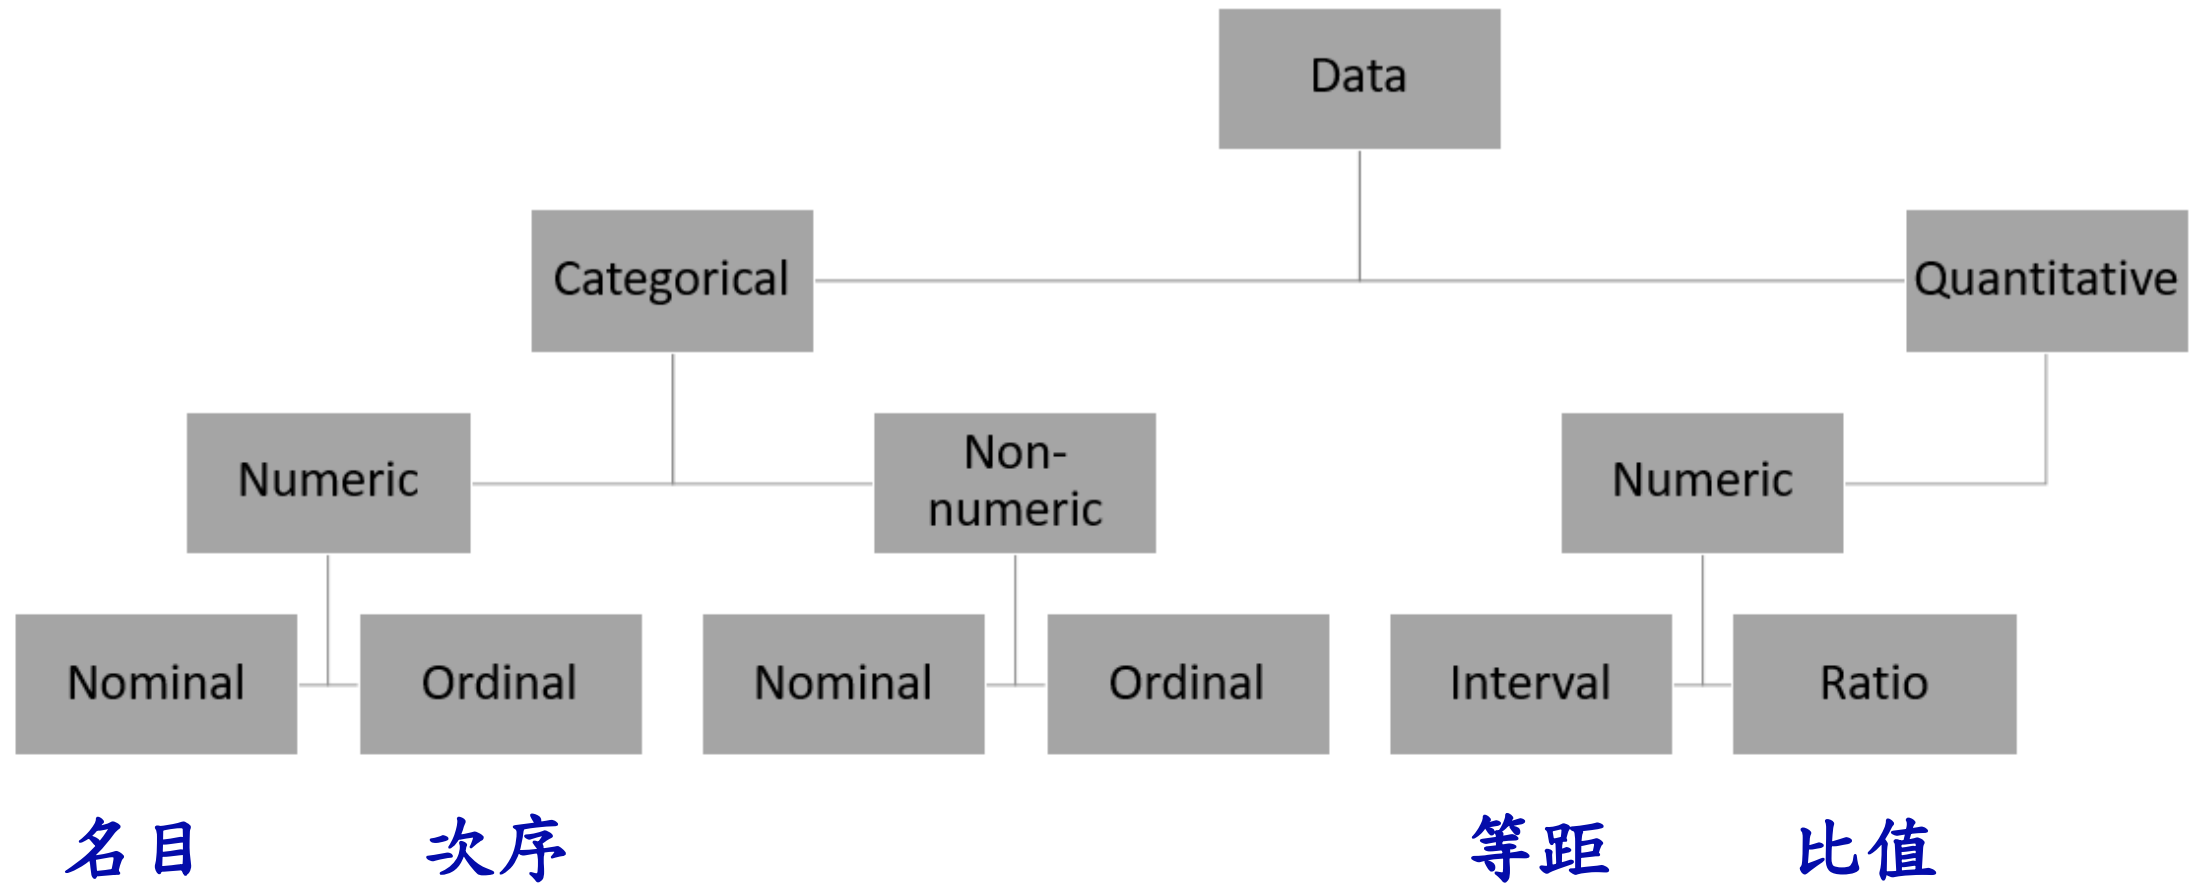 Data
Categorical
Quantitative
Numeric
Non-
numeric
Numeric
Nominal
Ordinal
Nominal
Ordinal
Interval
Ratio
名目
次序
等距
比值